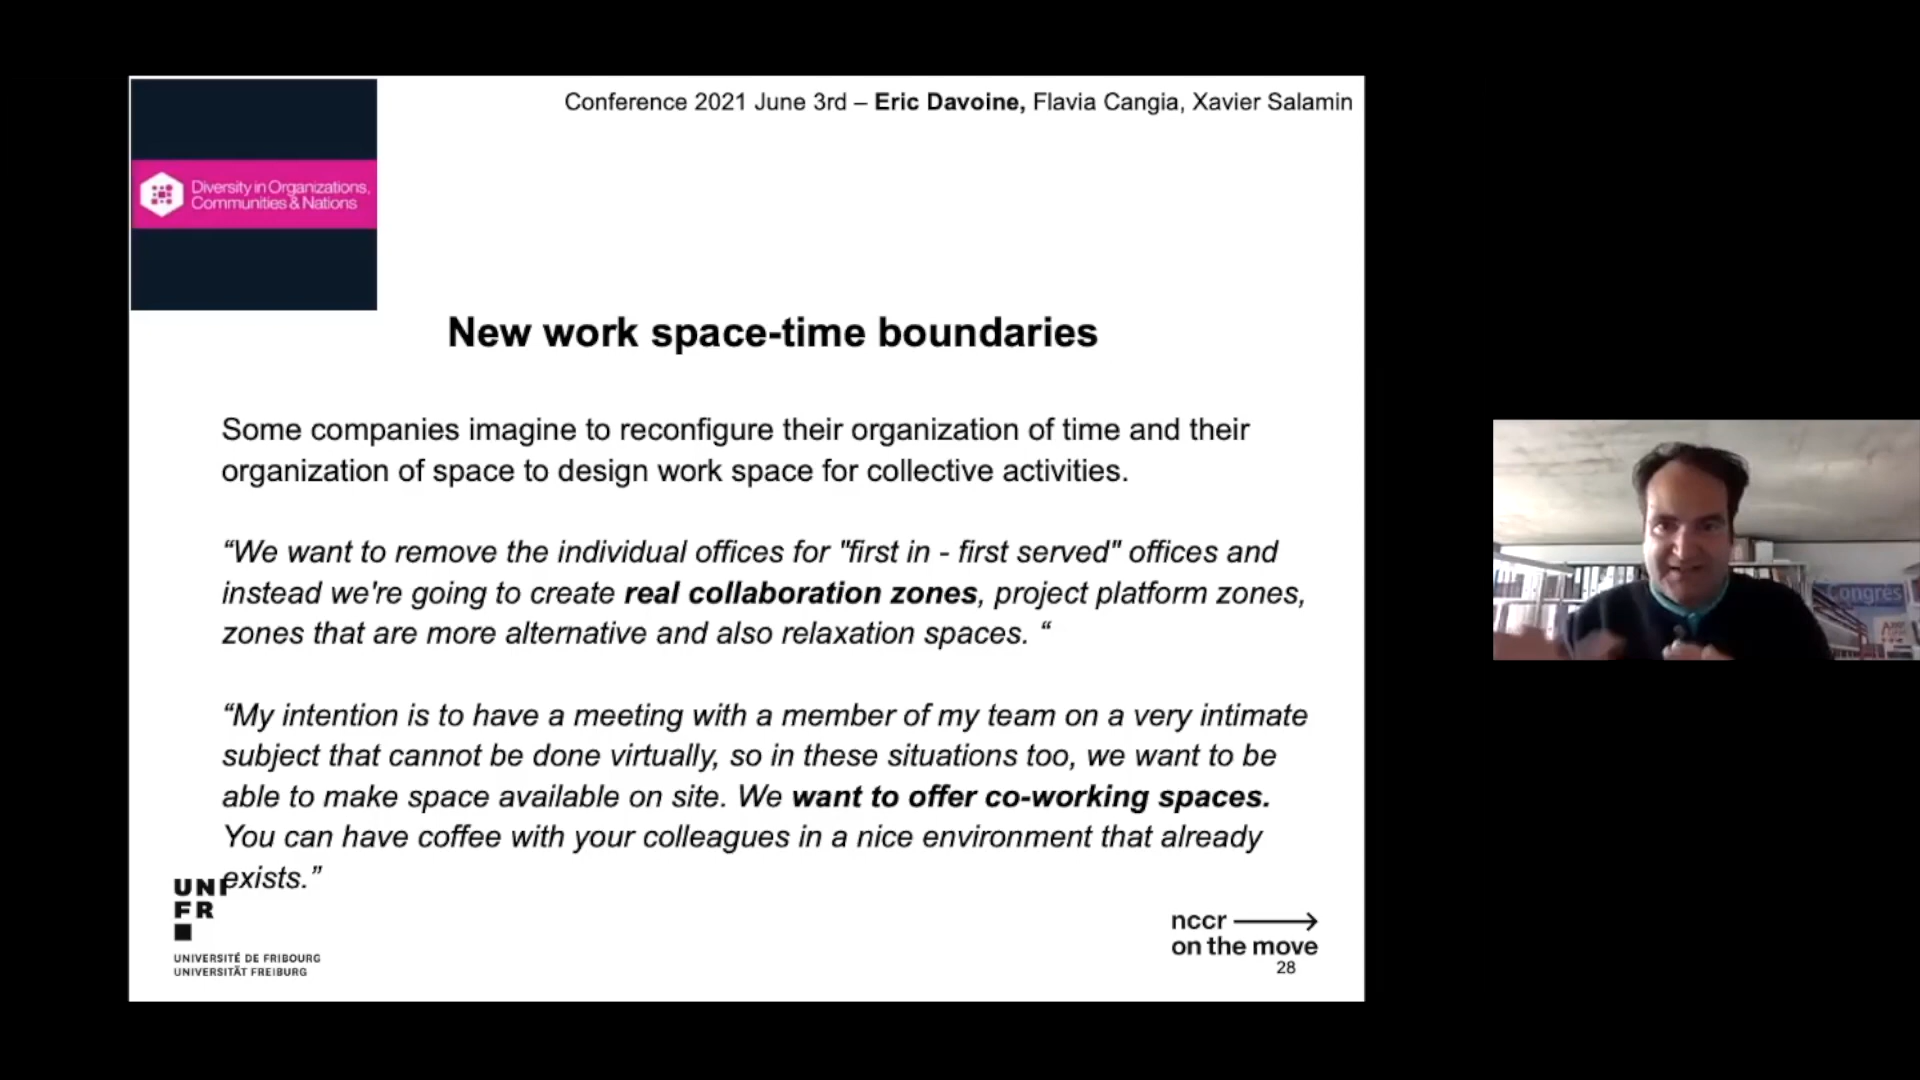 Conference 2021 June 3rd – Eric Davoine, Flavia Cangia, Xavier Salamin
Diversity in Organizations,
Communities & Nations
New work space-time boundaries
Some companies imagine to reconfigure their organization of time and their
organization of space to design work space for collective activities.
“We want to remove the individual offices for "first in - first served" offices and
instead we're going to create real collaboration zones, project platform zones,
zones that are more alternative and also relaxation spaces. “
“My intention is to have a meeting with a member of my team on a very intimate
subject that cannot be done virtually, so in these situations too, we want to be
able to make space available on site. We want to offer co-working spaces.
You can have coffee with your colleagues in a nice environment that already
exists.”
UNI
FR
UNIVERSITÉ DE FRIBOURG
UNIVERSITÄT FREIBURG
nccr
on the move
28
Congrès